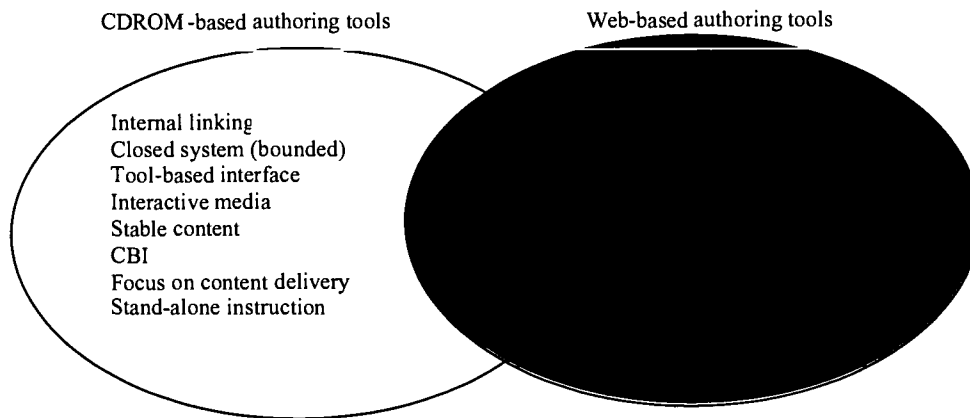 CDROM-based authoring tools
Web-based authoring tools
Internal linking
Closed system (bounded)
Tool-based interface
Interactive media
Stable content
CBI
Focus on content delivery
Stand-alone instruction